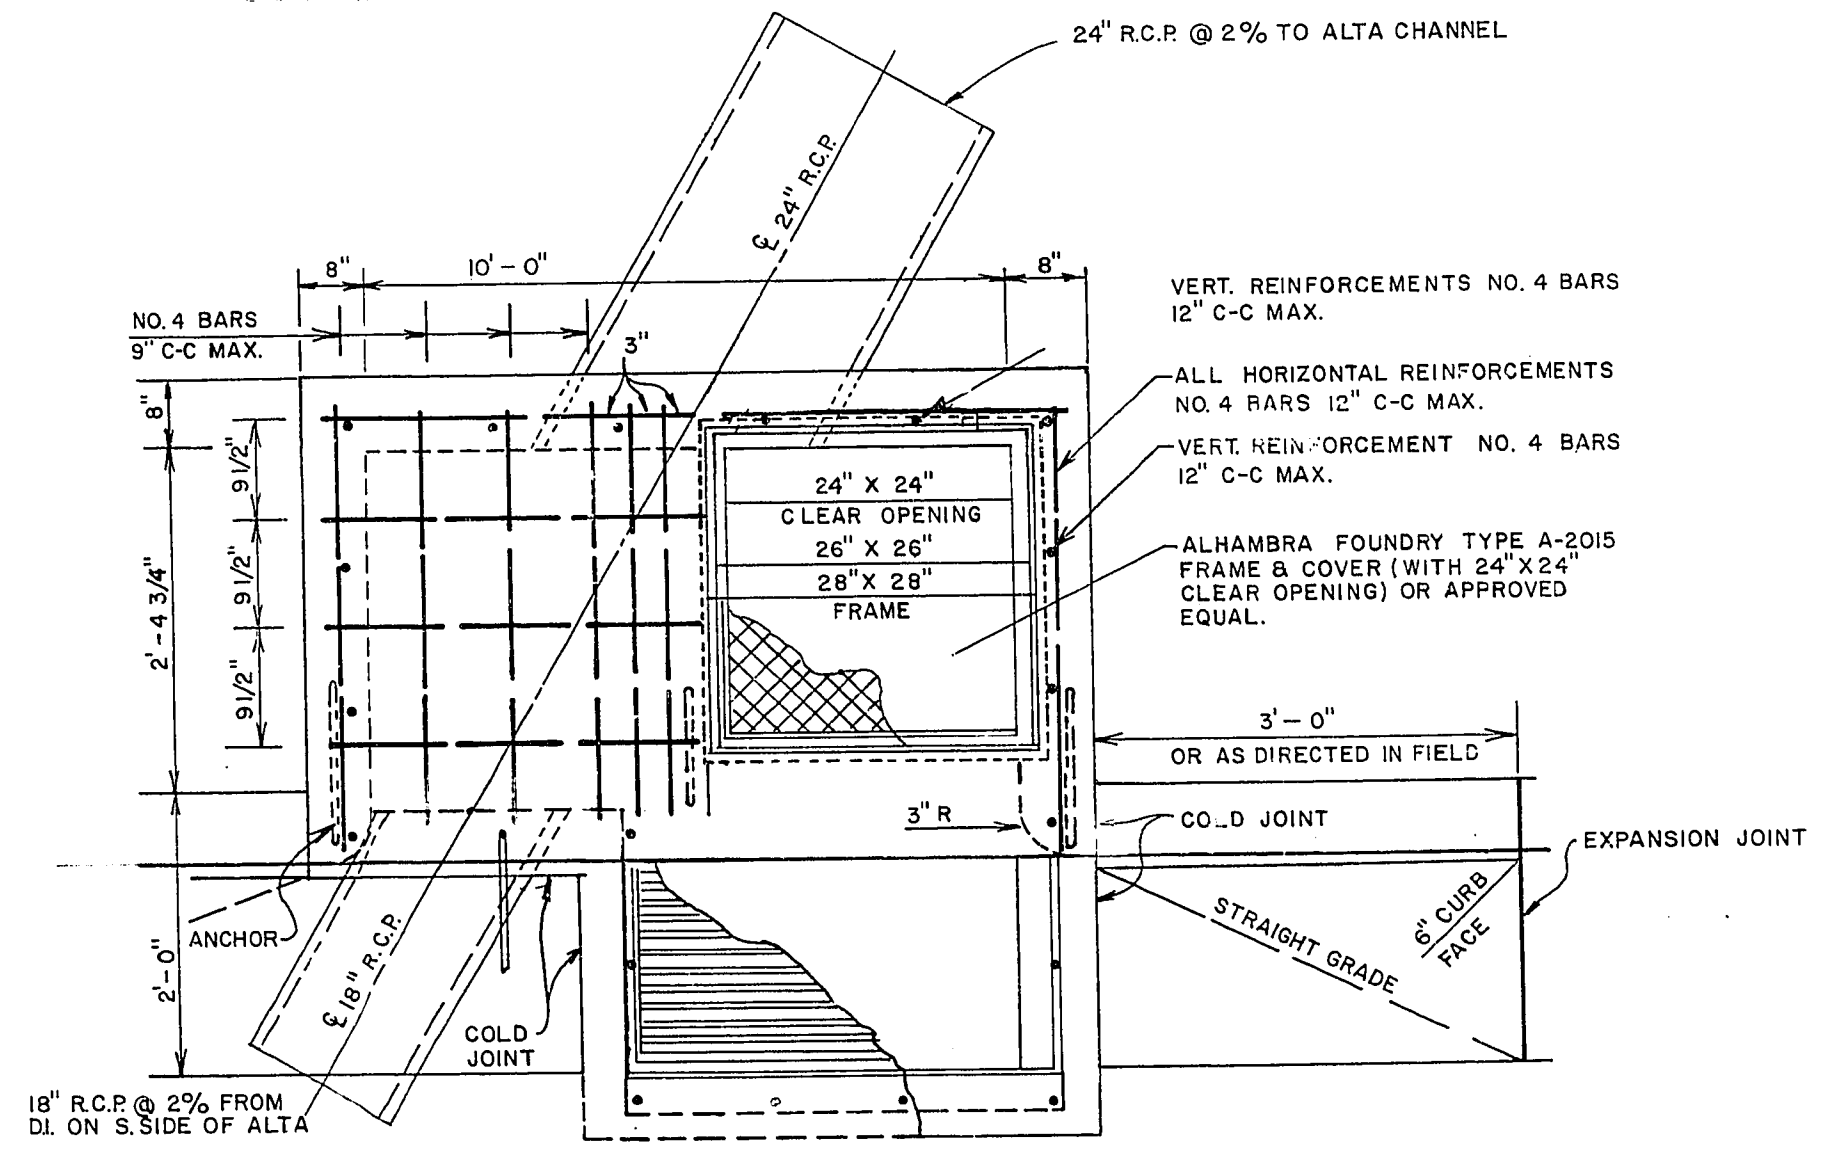 24" R.C.P. @ 2% TO ALTA CHANNEL
℄ 24" R.C.P.
8"
10'-0"
8"
NO. 4 BARS
9" C-C MAX.
3"
VERT. REINFORCEMENTS NO. 4 BARS
12" C-C MAX.
ALL HORIZONTAL REINFORCEMENTS
NO. 4 BARS 12" C-C MAX.
VERT. REINFORCEMENT NO. 4 BARS
12" C-C MAX.
8"
9 1/2"
9 1/2"
9 1/2"
2'-4 3/4"
24" X 24"
CLEAR OPENING
26" X 26"
28" X 28"
FRAME
ALHAMBRA FOUNDRY TYPE A-2015
FRAME & COVER (WITH 24" X 24"
CLEAR OPENING) OR APPROVED
EQUAL.
3'-0"
OR AS DIRECTED IN FIELD
3" R
COLD JOINT
EXPANSION JOINT
ANCHOR
STRAIGHT GRADE
6" CURB
FACE
2'-0"
℄ 18" R.C.P.
COLD
JOINT
18" R.C.P. @ 2% FROM
D.I. ON S. SIDE OF ALTA